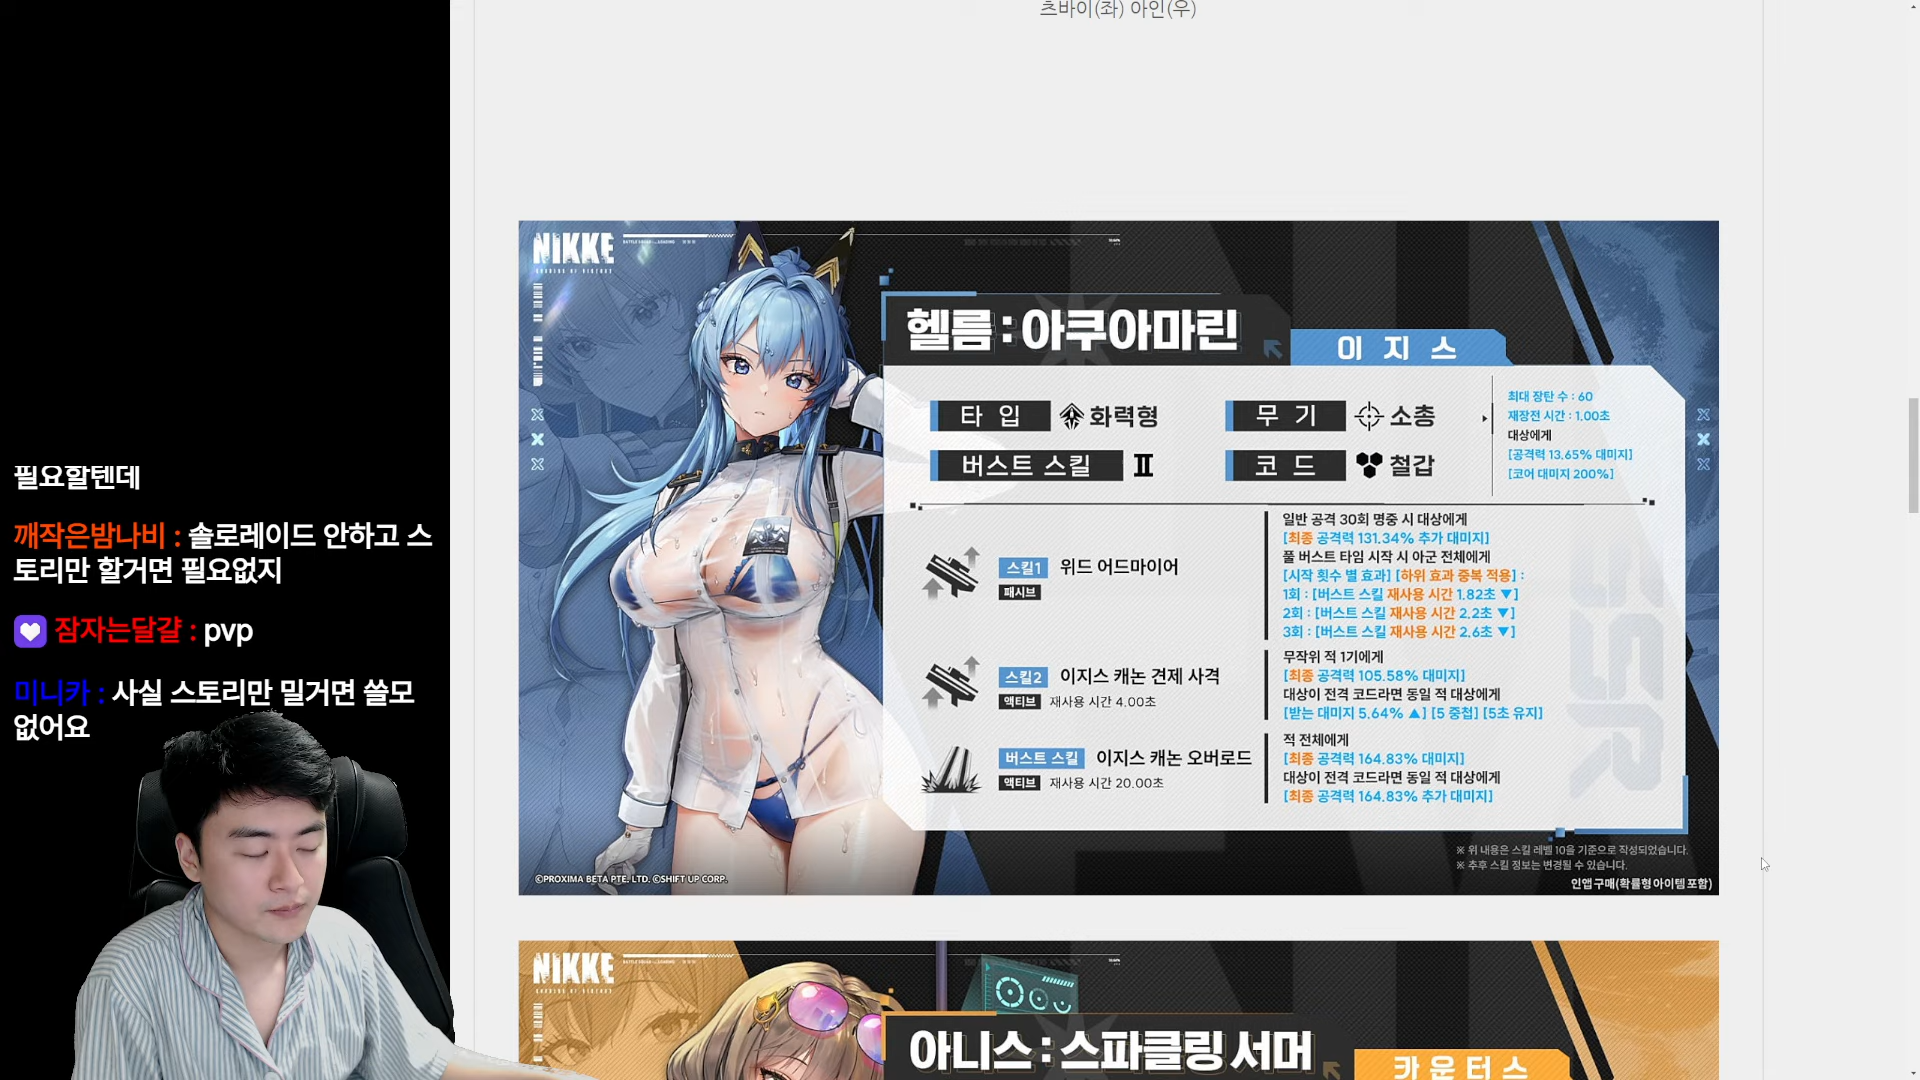 츠바이(좌) 아인(우)
필요할텐데
깨작은밤나비 : 솔로레이드 안하고 스
토리만 할거면 필요없지
잠자는달걀 : pvp
미니카 : 사실 스토리만 밀거면 쓸모
없어요
NIKKE
헬름 : 아쿠아마린
이지스
타입 화력형
무기 소총
버스트 스킬 Ⅱ
코드 철갑
최대 장탄 수 : 60
재장전 시간 : 1.00초
대상에게
[공격력 13.65% 대미지]
[코어 대미지 200%]
스킬1 위드 어드마이어
패시브
일반 공격 30회 명중 시 대상에게
[최종 공격력 131.34% 추가 대미지]
풀 버스트 타임 시작 시 아군 전체에게
[시작 횟수 별 효과] [하위 효과 중복 적용] :
1회 : [버스트 스킬 재사용 시간 1.82초 ▼]
2회 : [버스트 스킬 재사용 시간 2.2초 ▼]
3회 : [버스트 스킬 재사용 시간 2.6초 ▼]
스킬2 이지스 캐논 견제 사격
액티브 재사용 시간 4.00초
무작위 적 1기에게
[최종 공격력 105.58% 대미지]
대상이 전격 코드라면 동일 적 대상에게
[받는 대미지 5.64% ▲] [5 중첩] [5초 유지]
버스트 스킬 이지스 캐논 오버로드
액티브 재사용 시간 20.00초
적 전체에게
[최종 공격력 164.83% 대미지]
대상이 전격 코드라면 동일 적 대상에게
[최종 공격력 164.83% 추가 대미지]
SSR
※ 위 내용은 스킬 레벨 10을 기준으로 작성되었습니다.
※ 추후 스킬 정보는 변경될 수 있습니다.
인앱구매(확률형아이템포함)
©PROXIMA BETA PTE. LTD. ©SHIFT UP CORP.
NIKKE
아니스 : 스파클링 서머
카운터스